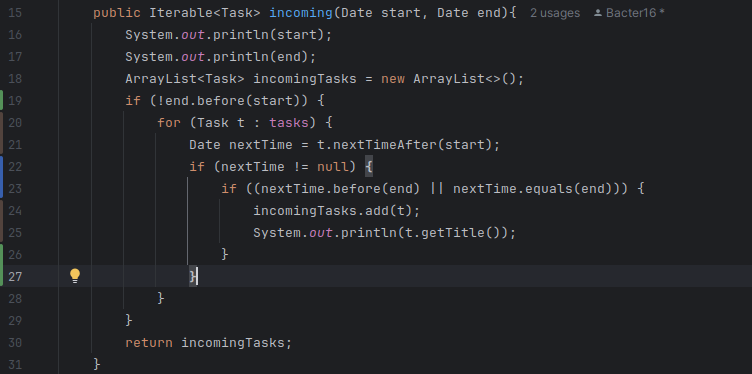 15 public Iterable<Task> incoming(Date start, Date end){ 2 usages Bacter16 *
16 System.out.println(start);
17 System.out.println(end);
18 ArrayList<Task> incomingTasks = new ArrayList<>();
19 if (!end.before(start)) {
20 for (Task t : tasks) {
21 Date nextTime = t.nextTimeAfter(start);
22 if (nextTime != null) {
23 if ((nextTime.before(end) || nextTime.equals(end))) {
24 incomingTasks.add(t);
25 System.out.println(t.getTitle());
26 }
27 }
28 }
29 }
30 return incomingTasks;
31 }